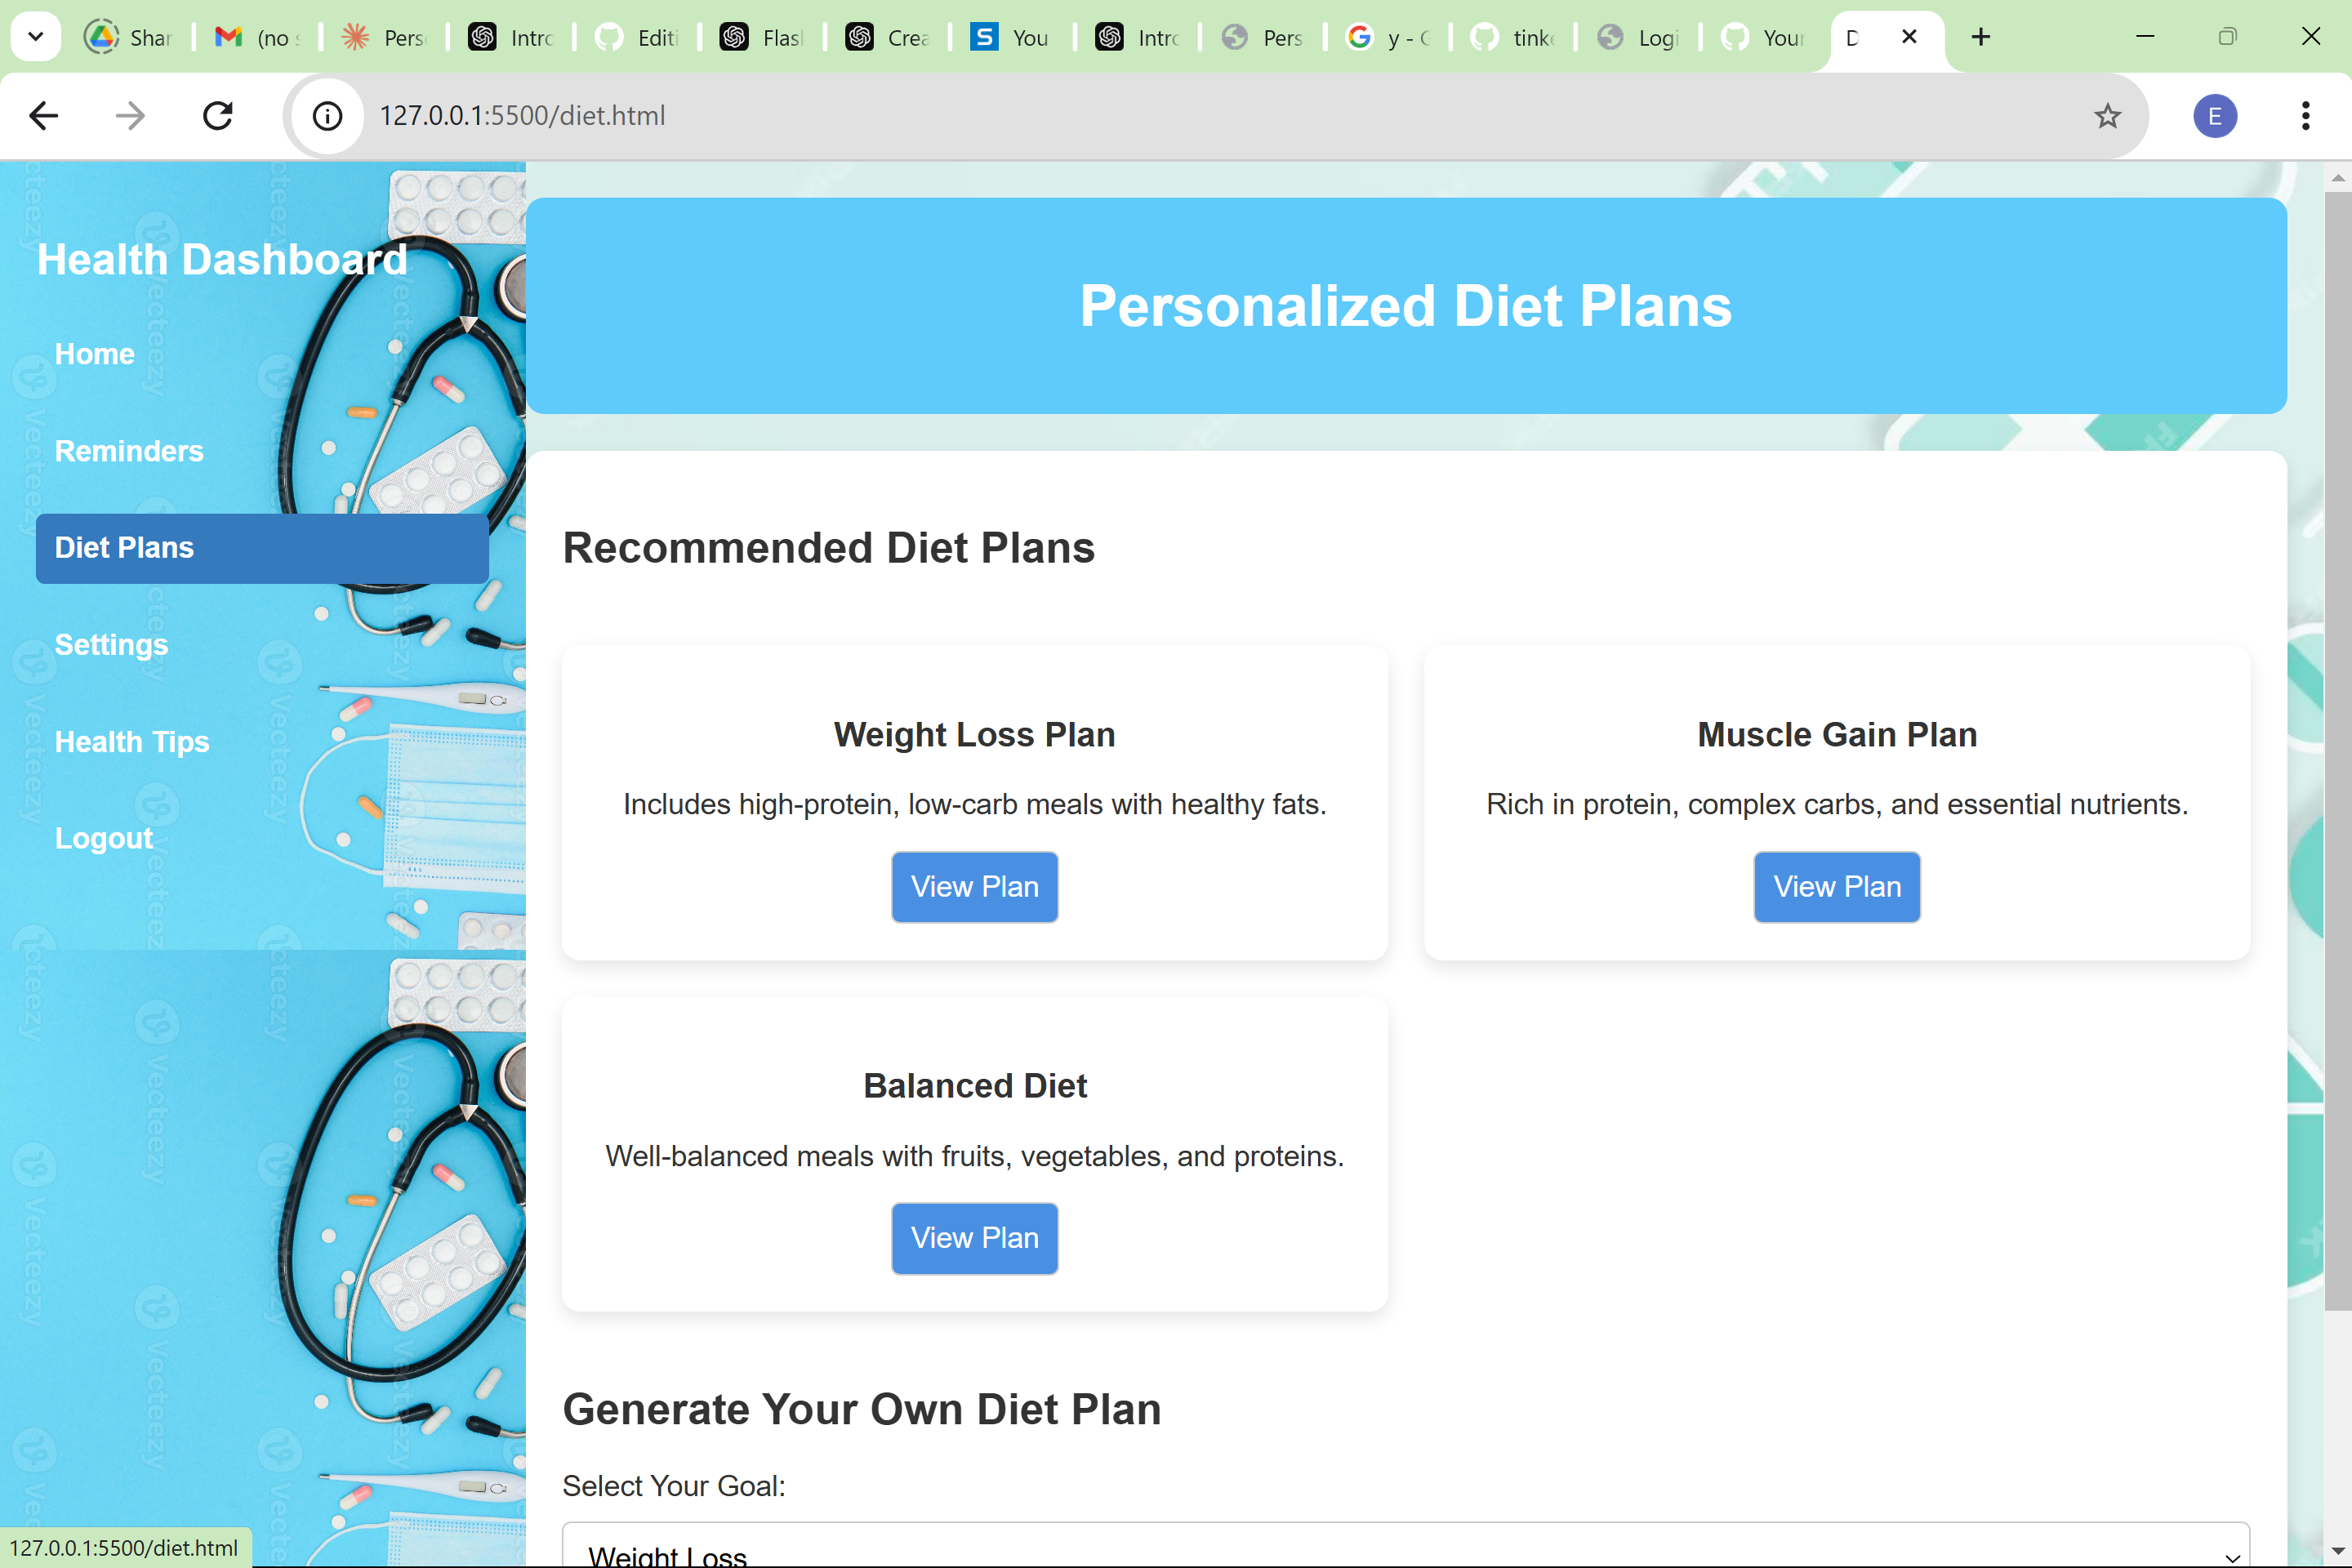 Shar
(no s
Pers
Intro
Editi
Flas
Crea
You
Intro
Pers
y - G
tinke
Logi
Your
D
127.0.0.1:5500/diet.html
E
Health Dashboard
Home
Reminders
Diet Plans
Settings
Health Tips
Logout
Personalized Diet Plans
Recommended Diet Plans
Weight Loss Plan
Includes high-protein, low-carb meals with healthy fats.
View Plan
Muscle Gain Plan
Rich in protein, complex carbs, and essential nutrients.
View Plan
Balanced Diet
Well-balanced meals with fruits, vegetables, and proteins.
View Plan
Generate Your Own Diet Plan
Select Your Goal:
Weight Loss
Vecteezy
127.0.0.1:5500/diet.html